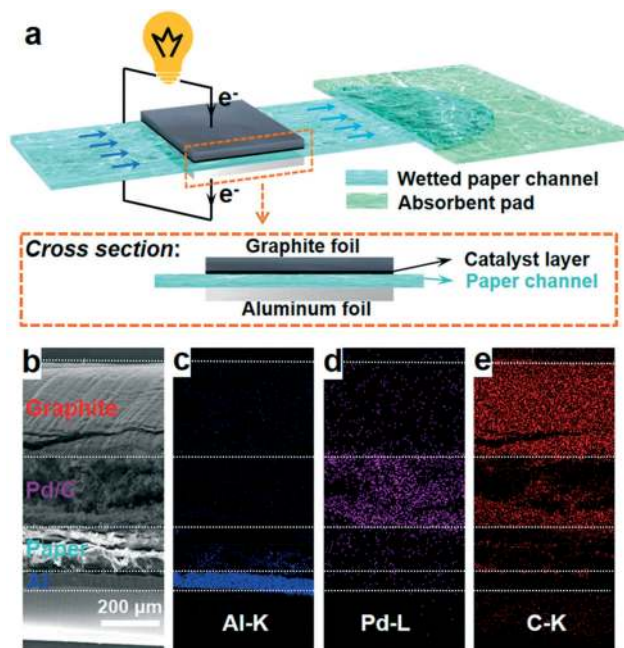 a
e-
e-
Wetted paper channel
Absorbent pad
Cross section:
Graphite foil
Catalyst layer
Paper channel
Aluminum foil
b
c
d
e
Graphite
Pd/C
Paper
Al
200 μm
Al-K
Pd-L
C-K